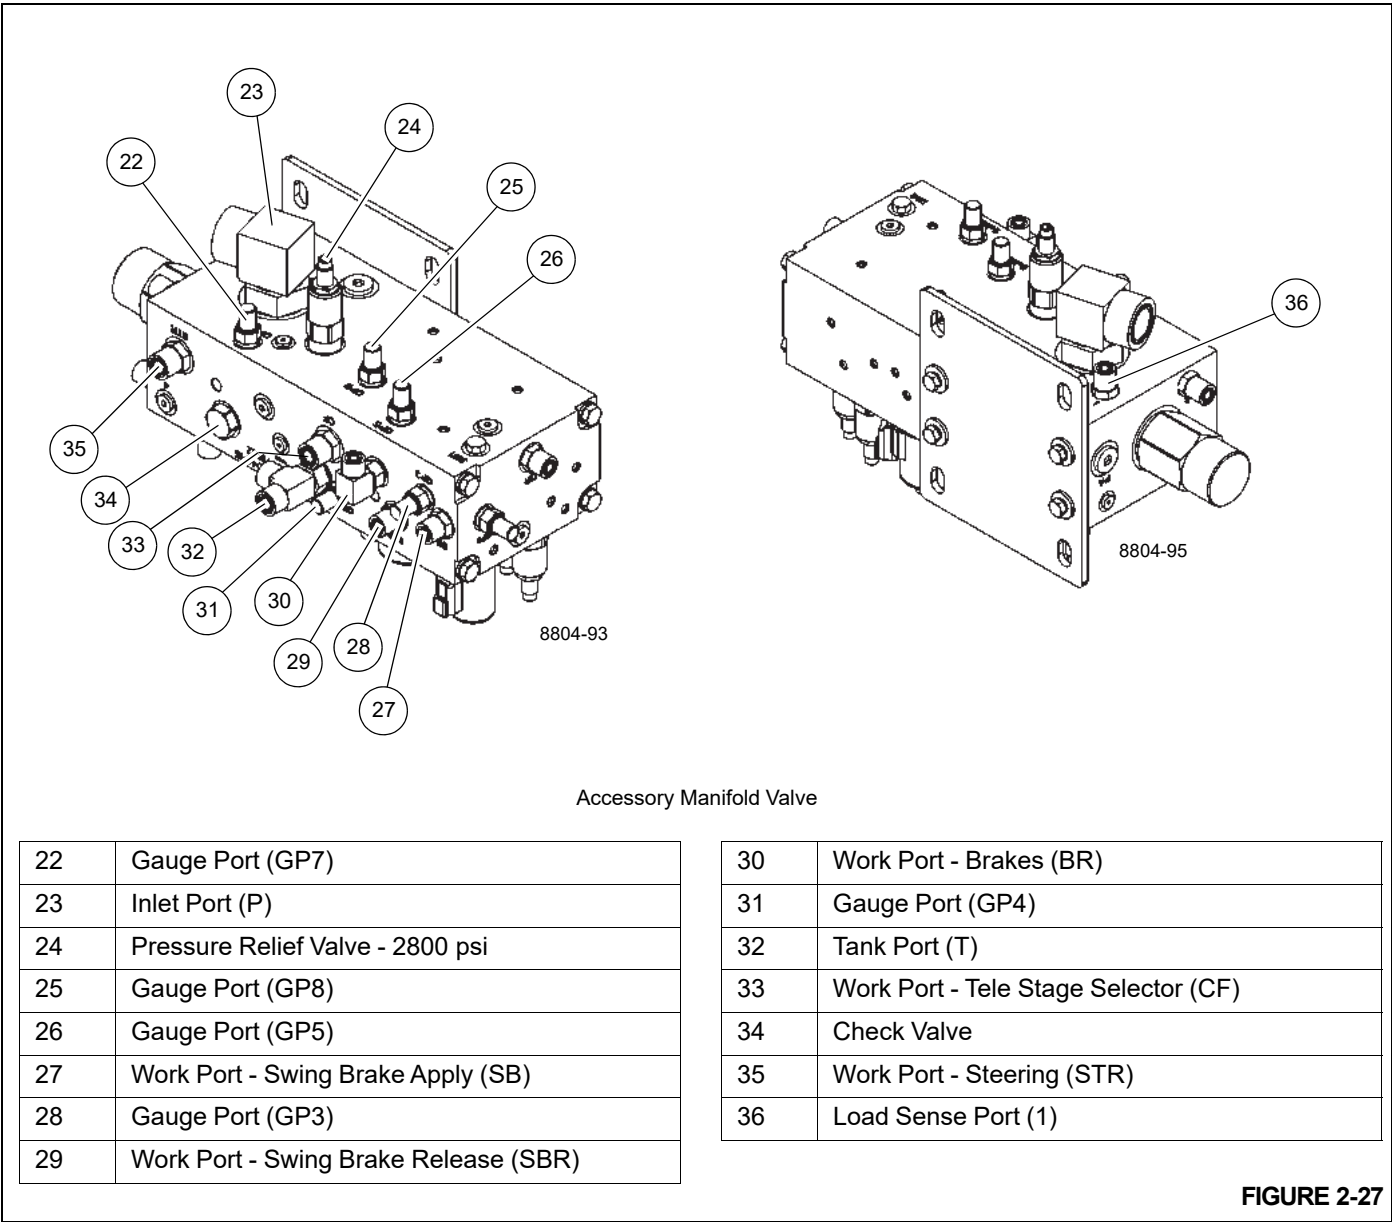 23
24
22
25
26
36
35
34
33
32
31
30
29
28
27
8804-93
8804-95
Accessory Manifold Valve
22 Gauge Port (GP7)
23 Inlet Port (P)
24 Pressure Relief Valve - 2800 psi
25 Gauge Port (GP8)
26 Gauge Port (GP5)
27 Work Port - Swing Brake Apply (SB)
28 Gauge Port (GP3)
29 Work Port - Swing Brake Release (SBR)
30 Work Port - Brakes (BR)
31 Gauge Port (GP4)
32 Tank Port (T)
33 Work Port - Tele Stage Selector (CF)
34 Check Valve
35 Work Port - Steering (STR)
36 Load Sense Port (1)
FIGURE 2-27